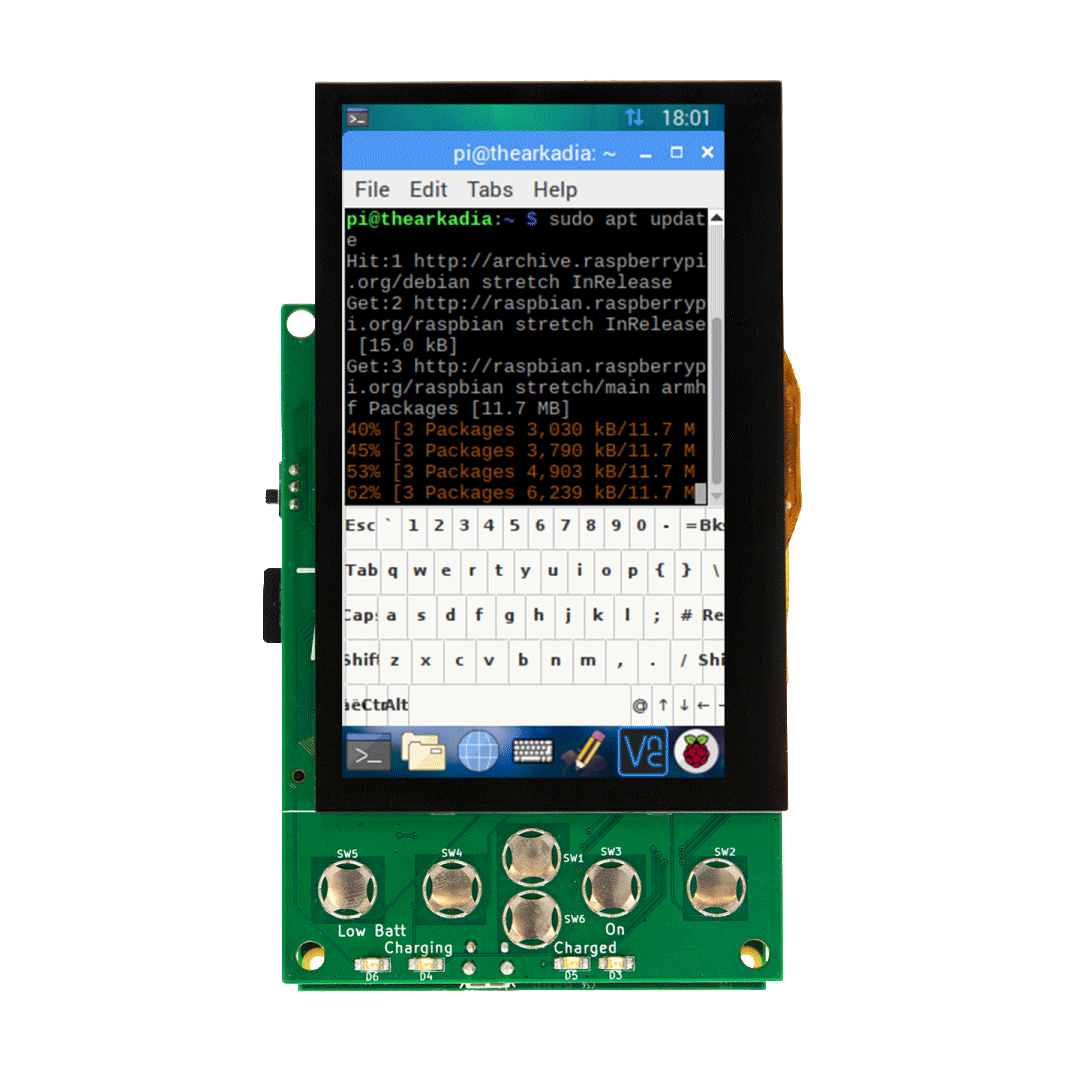 18:01
pi@thearkadia: ~
File Edit Tabs Help
pi@thearkadia:~ $ sudo apt updat
e
Hit:1 http://archive.raspberrypi
.org/debian stretch InRelease
Get:2 http://raspbian.raspberryp
i.org/raspbian stretch InRelease
[15.0 kB]
Get:3 http://raspbian.raspberryp
i.org/raspbian stretch/main armh
f Packages [11.7 MB]
40% [3 Packages 3,030 kB/11.7 M
45% [3 Packages 3,790 kB/11.7 M
53% [3 Packages 4,903 kB/11.7 M
62% [3 Packages 6,239 kB/11.7 M
Esc ` 1 2 3 4 5 6 7 8 9 0 - = Bks
Tab q w e r t y u i o p { } \
Caps a s d f g h j k l ; # Re
Shift z x c v b n m , . / Shi
Ctr Alt @ ↑ ↓ ← -
>_ VNC
SW5 SW4 SW1 SW3 SW2
SW6
Low Batt On
Charging Charged
D6 D4 D5 D3